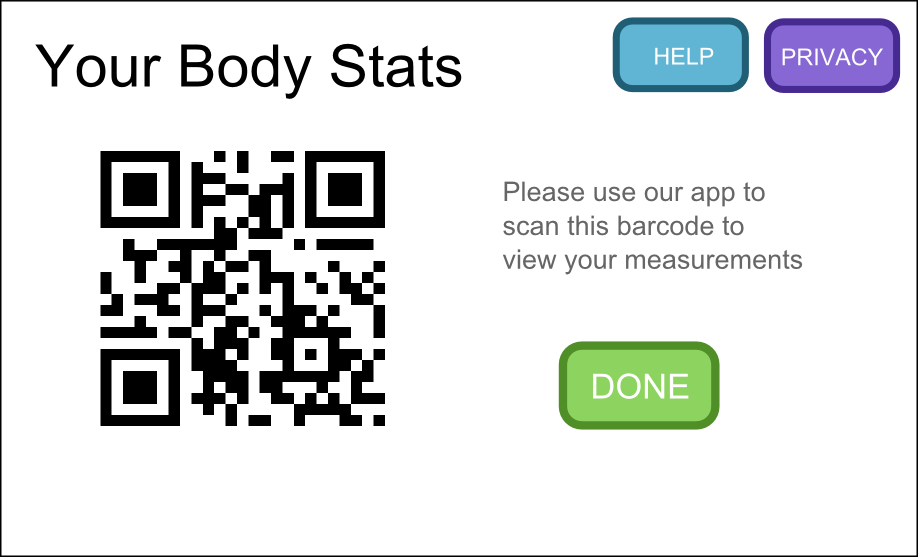 Your Body Stats
HELP
PRIVACY
Please use our app to
scan this barcode to
view your measurements
DONE